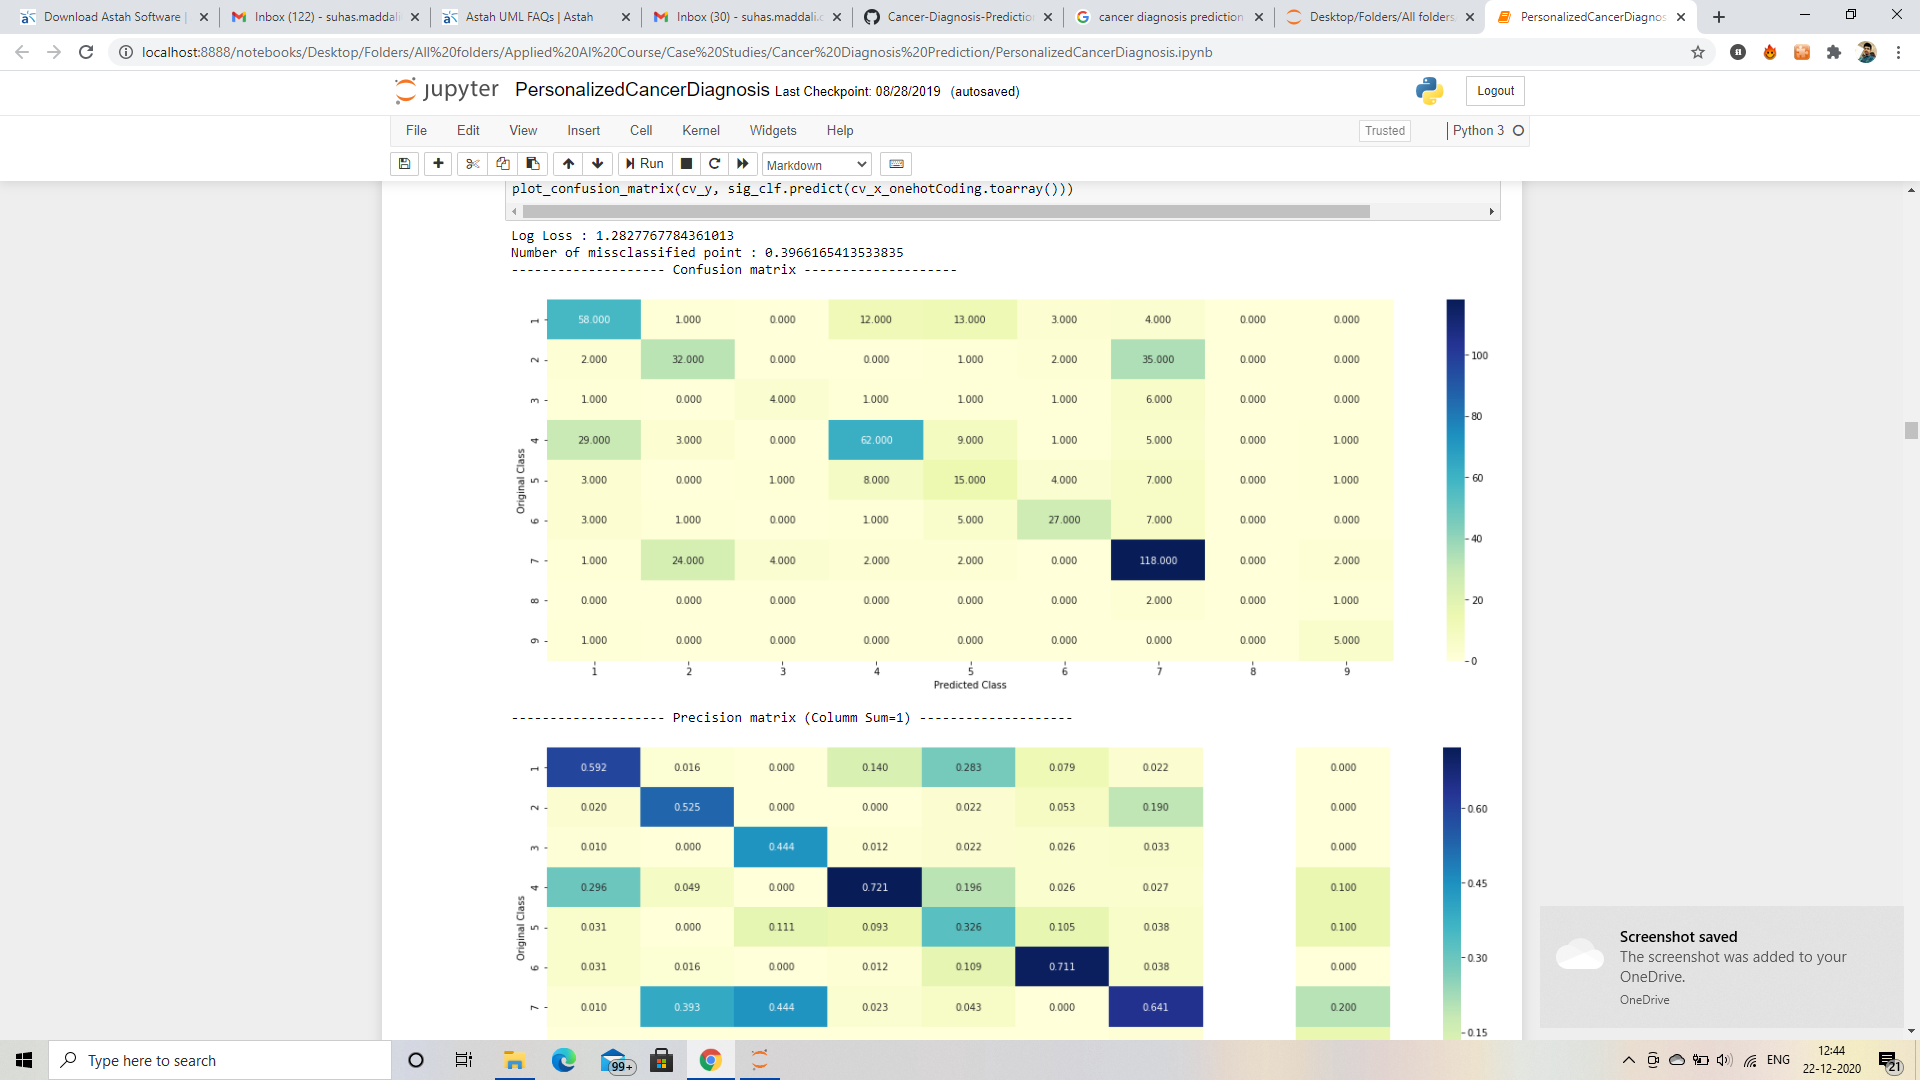 Download Astah Software |
Inbox (122) - suhas.maddali
Astah UML FAQs | Astah
Inbox (30) - suhas.maddali.c
Cancer-Diagnosis-Predictio
cancer diagnosis prediction
Desktop/Folders/All folders
PersonalizedCancerDiagnos
localhost:8888/notebooks/Desktop/Folders/All%20folders/Applied%20AI%20Course/Case%20Studies/Cancer%20Diagnosis%20Prediction/PersonalizedCancerDiagnosis.ipynb
jupyter PersonalizedCancerDiagnosis Last Checkpoint: 08/28/2019 (autosaved)
Logout
File Edit View Insert Cell Kernel Widgets Help
Trusted
Python 3
Run
Markdown
plot_confusion_matrix(cv_y, sig_clf.predict(cv_x_onehotCoding.toarray()))
Log Loss : 1.2827767784361013
Number of missclassified point : 0.3966165413533835
-------------------- Confusion matrix --------------------
1 58.000 1.000 0.000 12.000 13.000 3.000 4.000 0.000 0.000
2 2.000 32.000 0.000 0.000 1.000 2.000 35.000 0.000 0.000
3 1.000 0.000 4.000 1.000 1.000 1.000 6.000 0.000 0.000
4 29.000 3.000 0.000 62.000 9.000 1.000 5.000 0.000 1.000
5 3.000 0.000 1.000 8.000 15.000 4.000 7.000 0.000 1.000
6 3.000 1.000 0.000 1.000 5.000 27.000 7.000 0.000 0.000
7 1.000 24.000 4.000 2.000 2.000 0.000 118.000 0.000 2.000
8 0.000 0.000 0.000 0.000 0.000 0.000 2.000 0.000 1.000
9 1.000 0.000 0.000 0.000 0.000 0.000 0.000 0.000 5.000
1 2 3 4 5 6 7 8 9
Original Class
Predicted Class
100
80
60
40
20
0
-------------------- Precision matrix (Columm Sum=1) --------------------
1 0.592 0.016 0.000 0.140 0.283 0.079 0.022 0.000
2 0.020 0.525 0.000 0.000 0.022 0.053 0.190 0.000
3 0.010 0.000 0.444 0.012 0.022 0.026 0.033 0.000
4 0.296 0.049 0.000 0.721 0.196 0.026 0.027 0.100
5 0.031 0.000 0.111 0.093 0.326 0.105 0.038 0.100
6 0.031 0.016 0.000 0.012 0.109 0.711 0.038 0.000
7 0.010 0.393 0.444 0.023 0.043 0.000 0.641 0.200
Original Class
0.60
0.45
0.30
0.15
Screenshot saved
The screenshot was added to your
OneDrive.
OneDrive
Type here to search
99+
ENG
12:44
22-12-2020
21